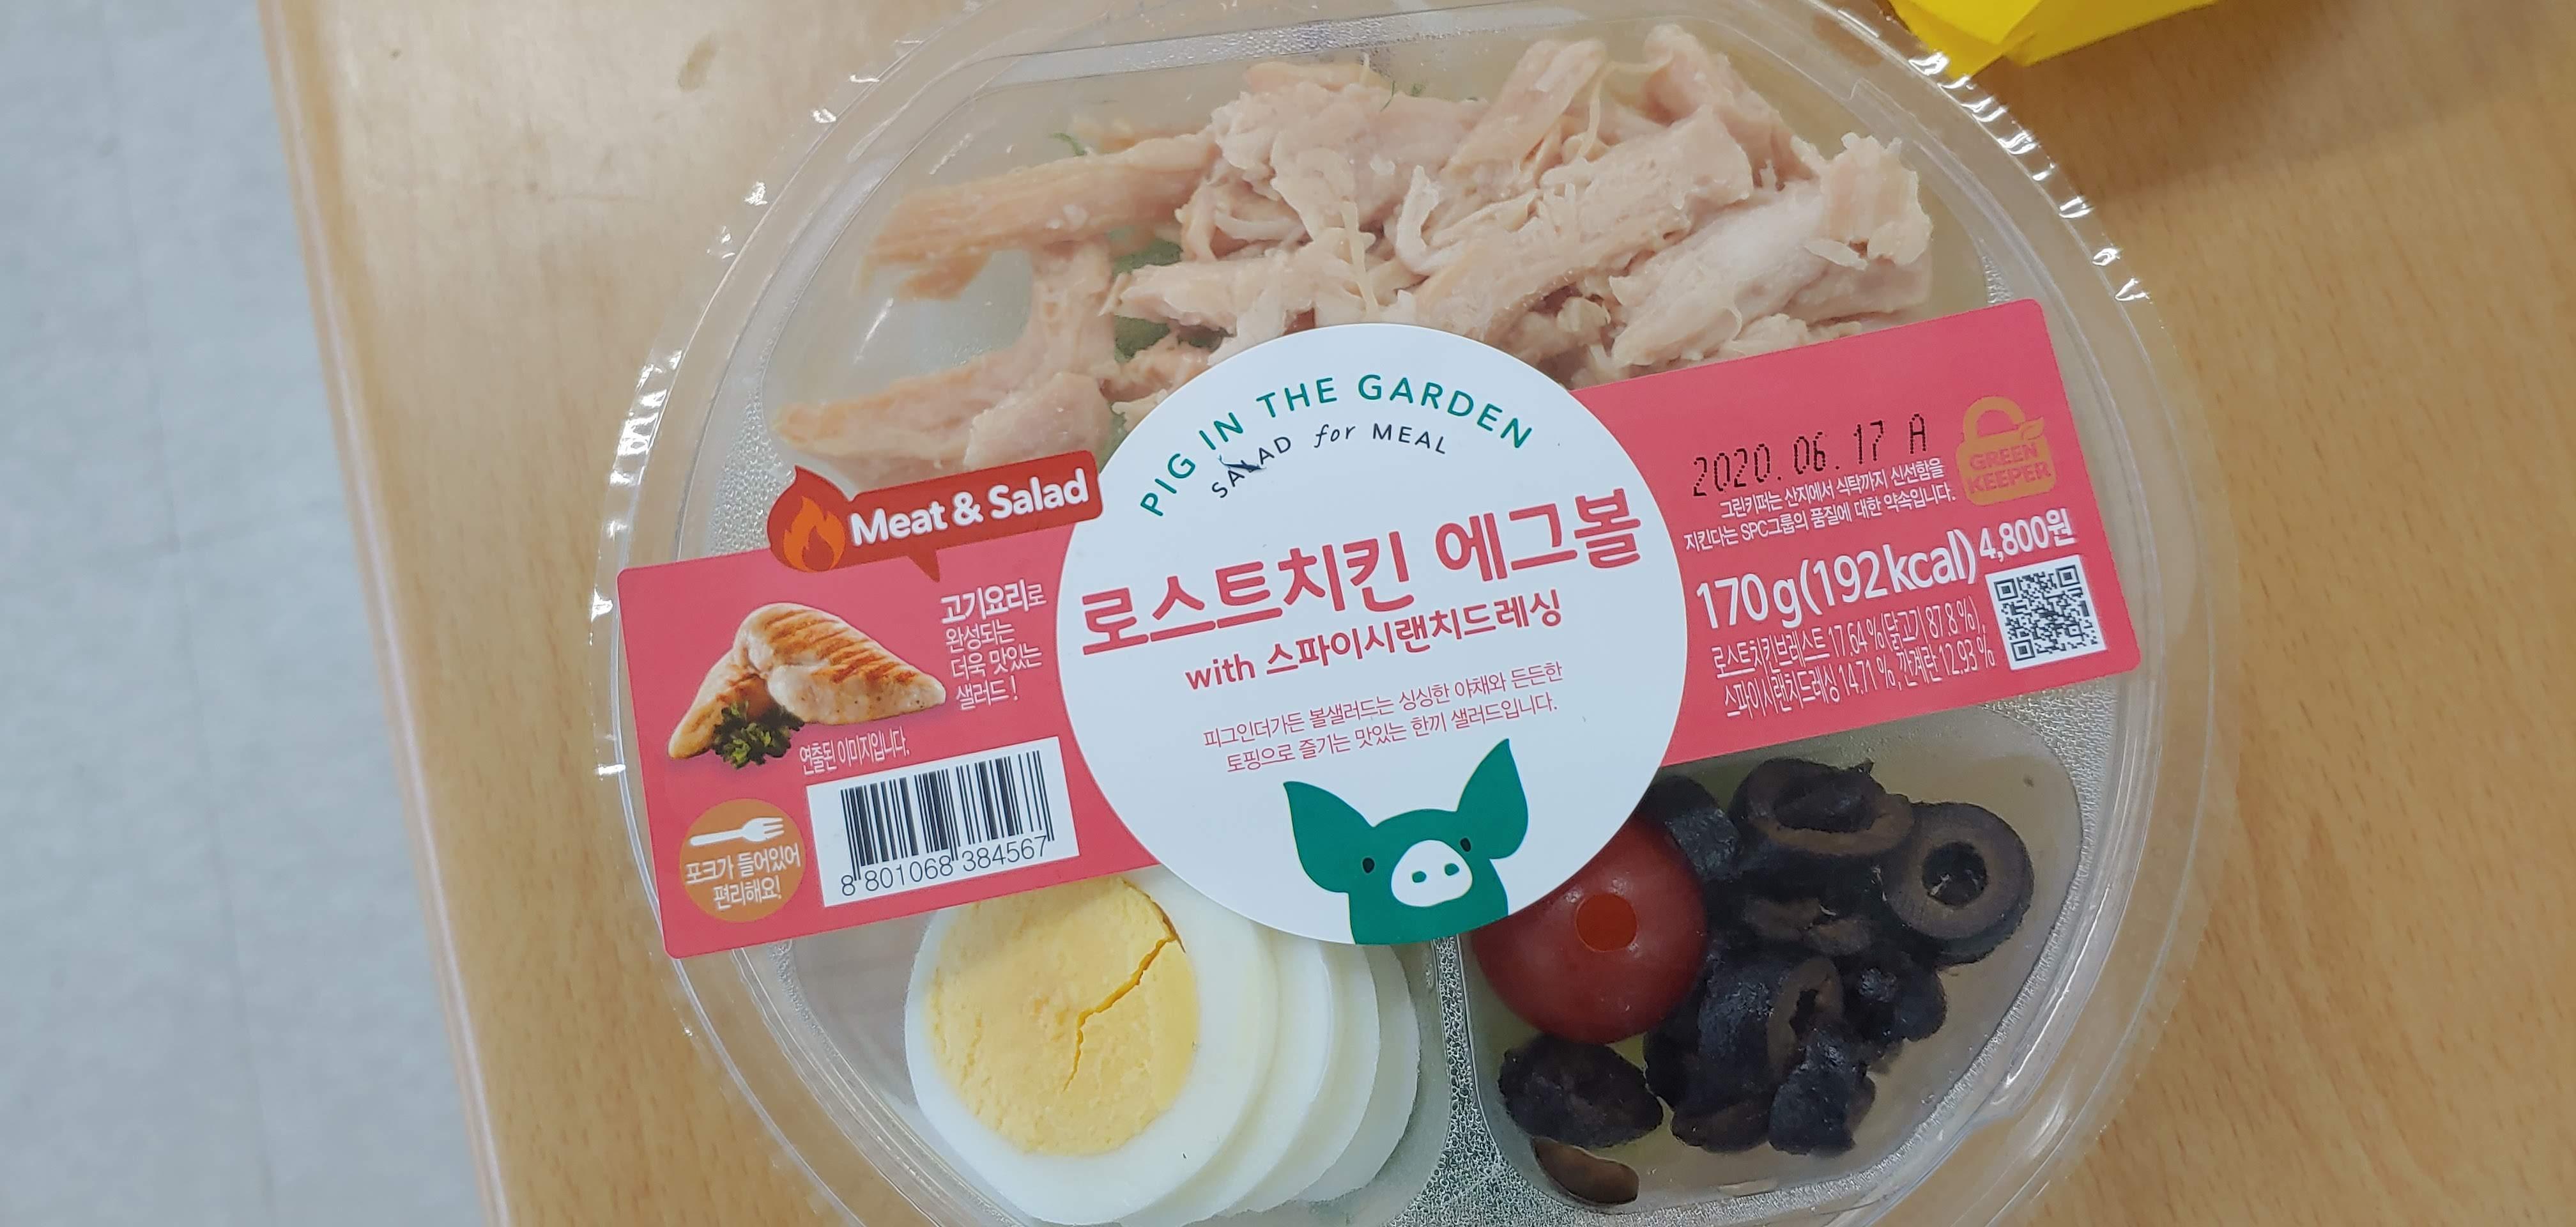 PIG IN THE GARDEN
SALAD for MEAL
로스트치킨 에그볼
with 스파이시랜치드레싱
피그인더가든 볼샐러드는 싱싱한 야채와 든든한
토핑으로 즐기는 맛있는 한끼 샐러드입니다.
Meat & Salad
고기요리로
완성되는
더욱 맛있는
샐러드!
연출된 이미지입니다.
포크가 들어있어
편리해요!
8 801068 384567
2020. 06. 17 A
그린키퍼는 산지에서 식탁까지 신선함을
지킨다는 SPC그룹의 품질에 대한 약속입니다.
GREEN
KEEPER
170g(192kcal) 4,800원
로스트치킨브레스트 17.64%(닭고기 87.8%),
스파이시랜치드레싱 14.71%, 깐계란 12.93%